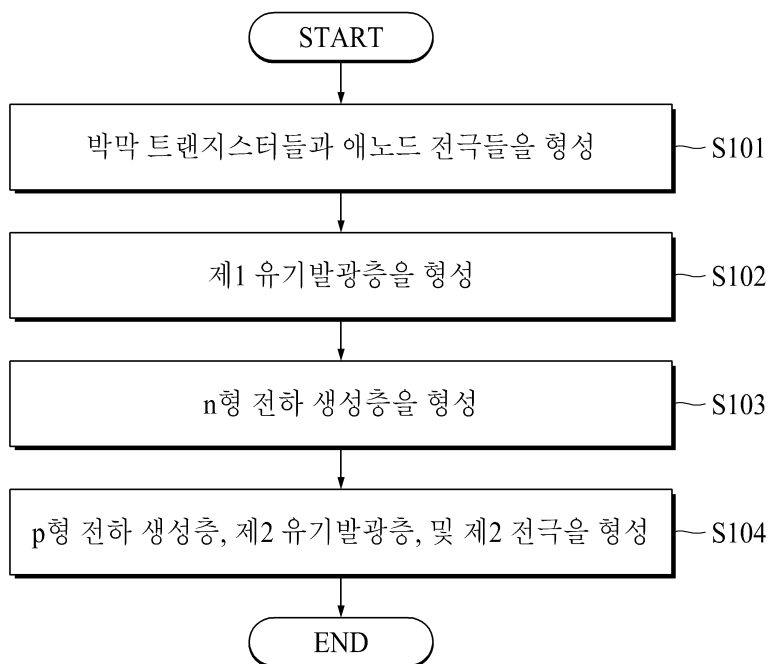 START
박막 트랜지스터들과 애노드 전극들을 형성
S101
제1 유기발광층을 형성
S102
n형 전하 생성층을 형성
S103
p형 전하 생성층, 제2 유기발광층, 및 제2 전극을 형성
S104
END